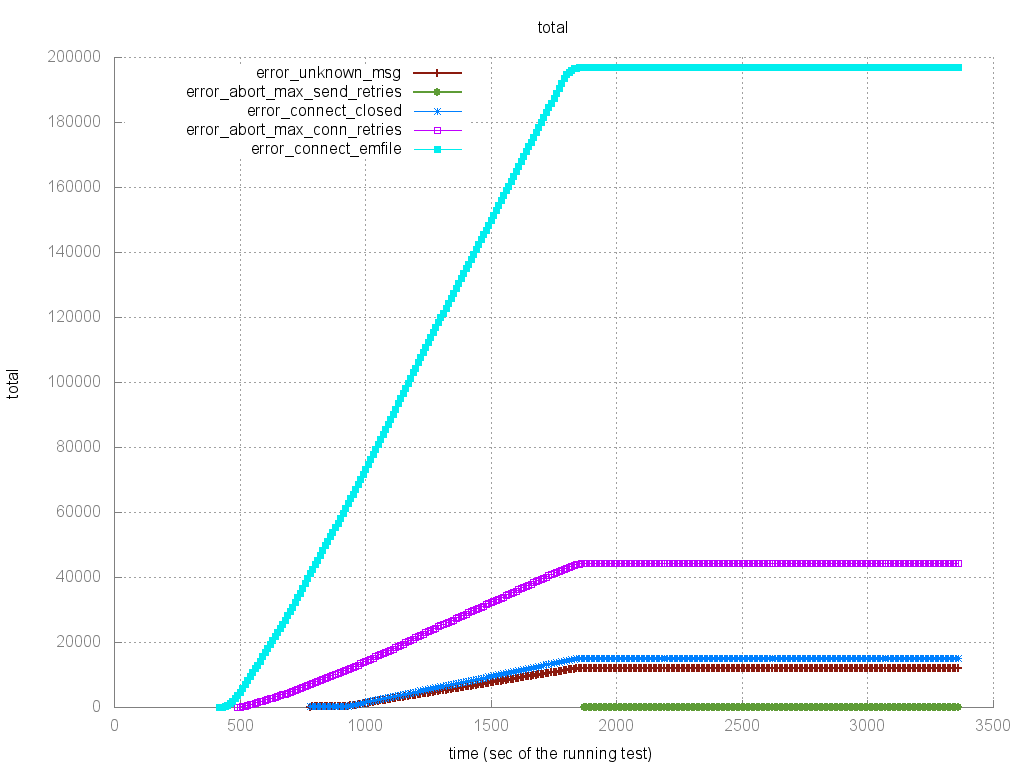 total
200000
180000
160000
140000
120000
100000
80000
60000
40000
20000
0
total
error_unknown_msg
error_abort_max_send_retries
error_connect_closed
error_abort_max_conn_retries
error_connect_emfile
0 500 1000 1500 2000 2500 3000 3500
time (sec of the running test)